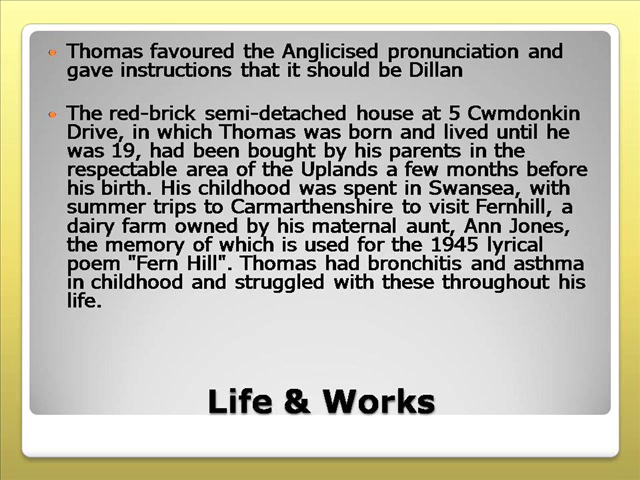 Thomas favoured the Anglicised pronunciation and
gave instructions that it should be Dillan
The red-brick semi-detached house at 5 Cwmdonkin
Drive, in which Thomas was born and lived until he
was 19, had been bought by his parents in the
respectable area of the Uplands a few months before
his birth. His childhood was spent in Swansea, with
summer trips to Carmarthenshire to visit Fernhill, a
dairy farm owned by his maternal aunt, Ann Jones,
the memory of which is used for the 1945 lyrical
poem "Fern Hill". Thomas had bronchitis and asthma
in childhood and struggled with these throughout his
life.
Life & Works